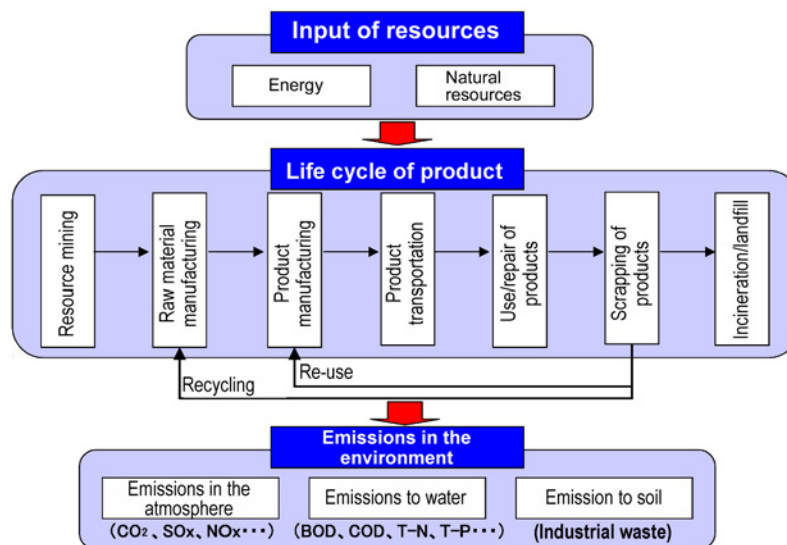 Input of resources
Energy
Natural
resources
Life cycle of product
Resource mining
Raw material
manufacturing
Product
manufacturing
Product
transportation
Use/repair of
products
Scrapping of
products
Incineration/landfill
Re-use
Recycling
Emissions in the
environment
Emissions in the
atmosphere
(CO₂、SOx、NOx···)
Emissions to water
(BOD、COD、T-N、T-P···)
Emission to soil
(Industrial waste)